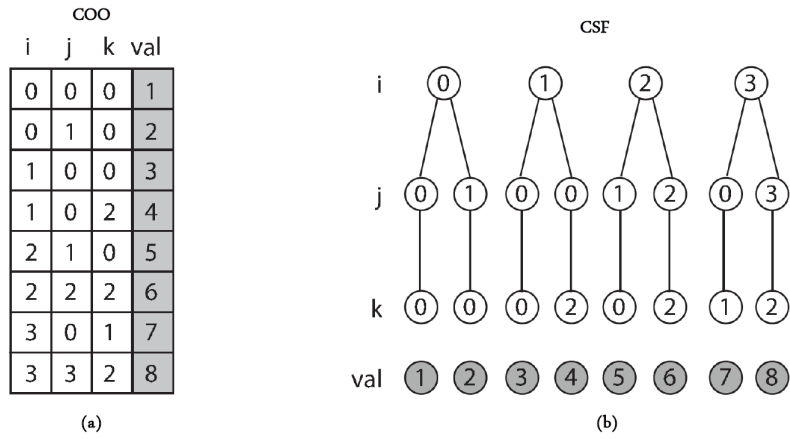 COO
i j k val
0 0 0 1
0 1 0 2
1 0 0 3
1 0 2 4
2 1 0 5
2 2 2 6
3 0 1 7
3 3 2 8
(a)
CSF
i 0 1 2 3
j 0 1 0 0 1 2 0 3
k 0 0 0 2 0 2 1 2
val 1 2 3 4 5 6 7 8
(b)